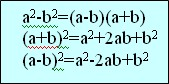 a²-b²=(a-b)(a+b)
(a+b)²=a²+2ab+b²
(a-b)²=a²-2ab+b²